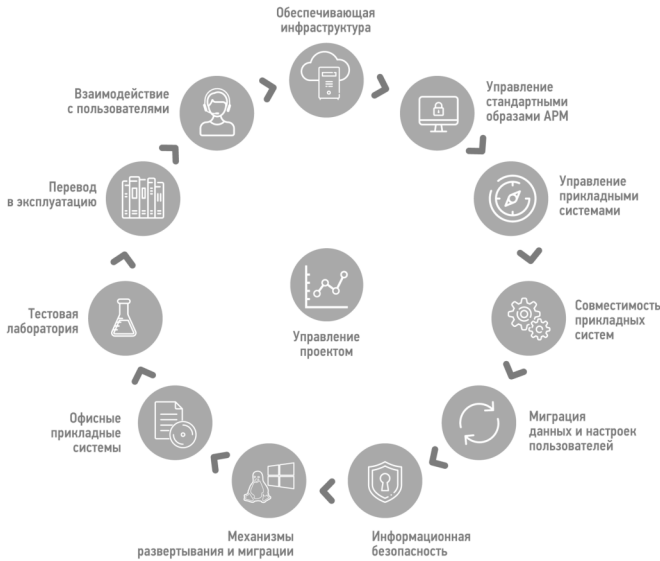 Обеспечивающая
инфраструктура
Управление
стандартными
образами АРМ
Управление
прикладными
системами
Совместимость
прикладных
систем
Миграция
данных и настроек
пользователей
Информационная
безопасность
Механизмы
развертывания и миграции
Офисные
прикладные
системы
Тестовая
лаборатория
Перевод
в эксплуатацию
Взаимодействие
с пользователями
Управление
проектом